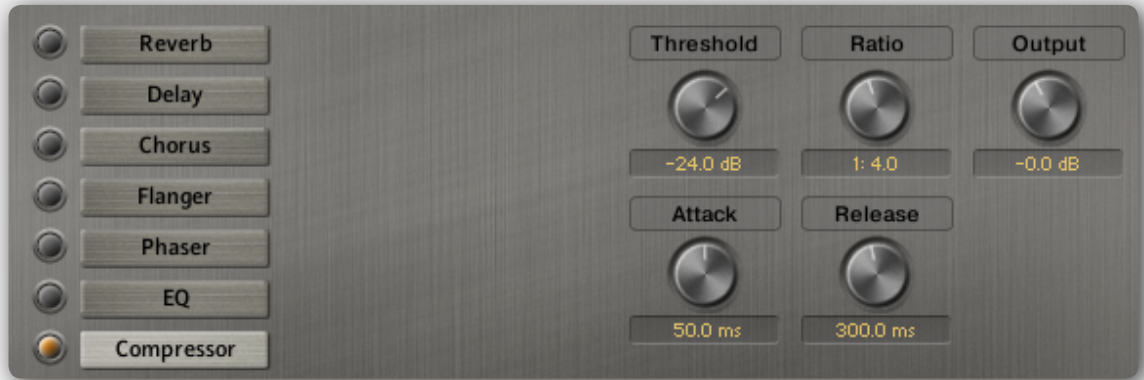 Reverb
Delay
Chorus
Flanger
Phaser
EQ
Compressor
Threshold Ratio Output
-24.0 dB 1: 4.0 -0.0 dB
Attack Release
50.0 ms 300.0 ms